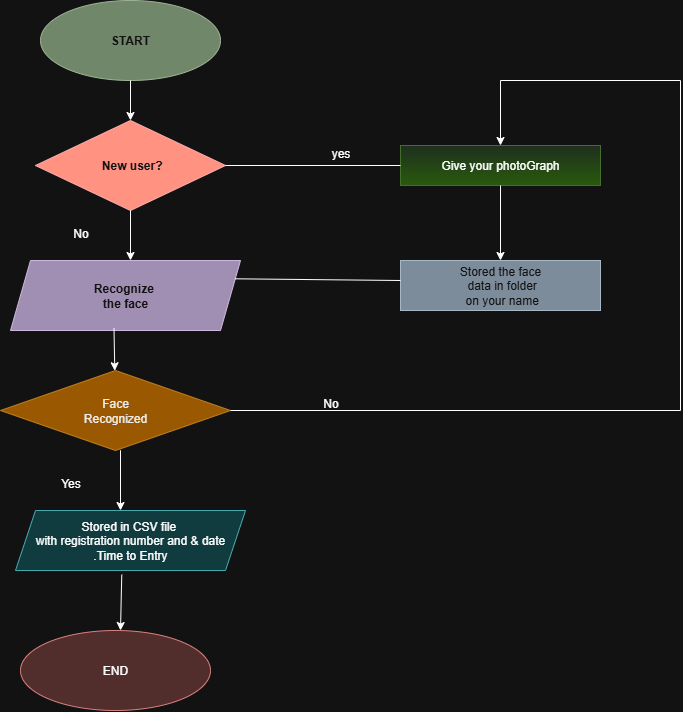 START
New user?
yes
Give your photoGraph
No
Recognize
the face
Stored the face
data in folder
on your name
Face
Recognized
No
Yes
Stored in CSV file
with registration number and & date
.Time to Entry
END